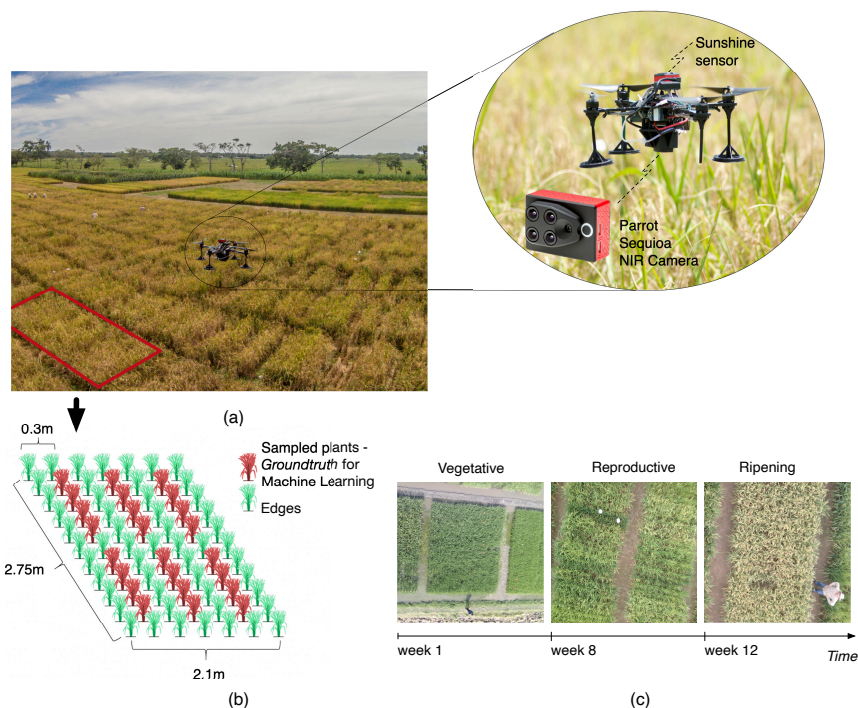 Sunshine
sensor
Parrot
Sequioa
NIR Camera
(a)
0.3m
Sampled plants -
Groundtruth for
Machine Learning
Edges
2.75m
2.1m
(b)
Vegetative
Reproductive
Ripening
week 1
week 8
week 12
Time
(c)